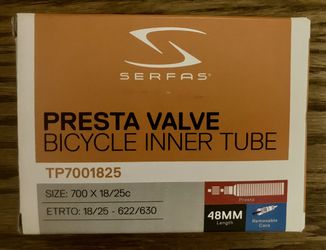 SERFAS®
PRESTA VALVE
BICYCLE INNER TUBE
TP7001825
SIZE: 700 X 18/25c
ETRTO: 18/25 - 622/630
Presta
48MM
Length
Removable
Core